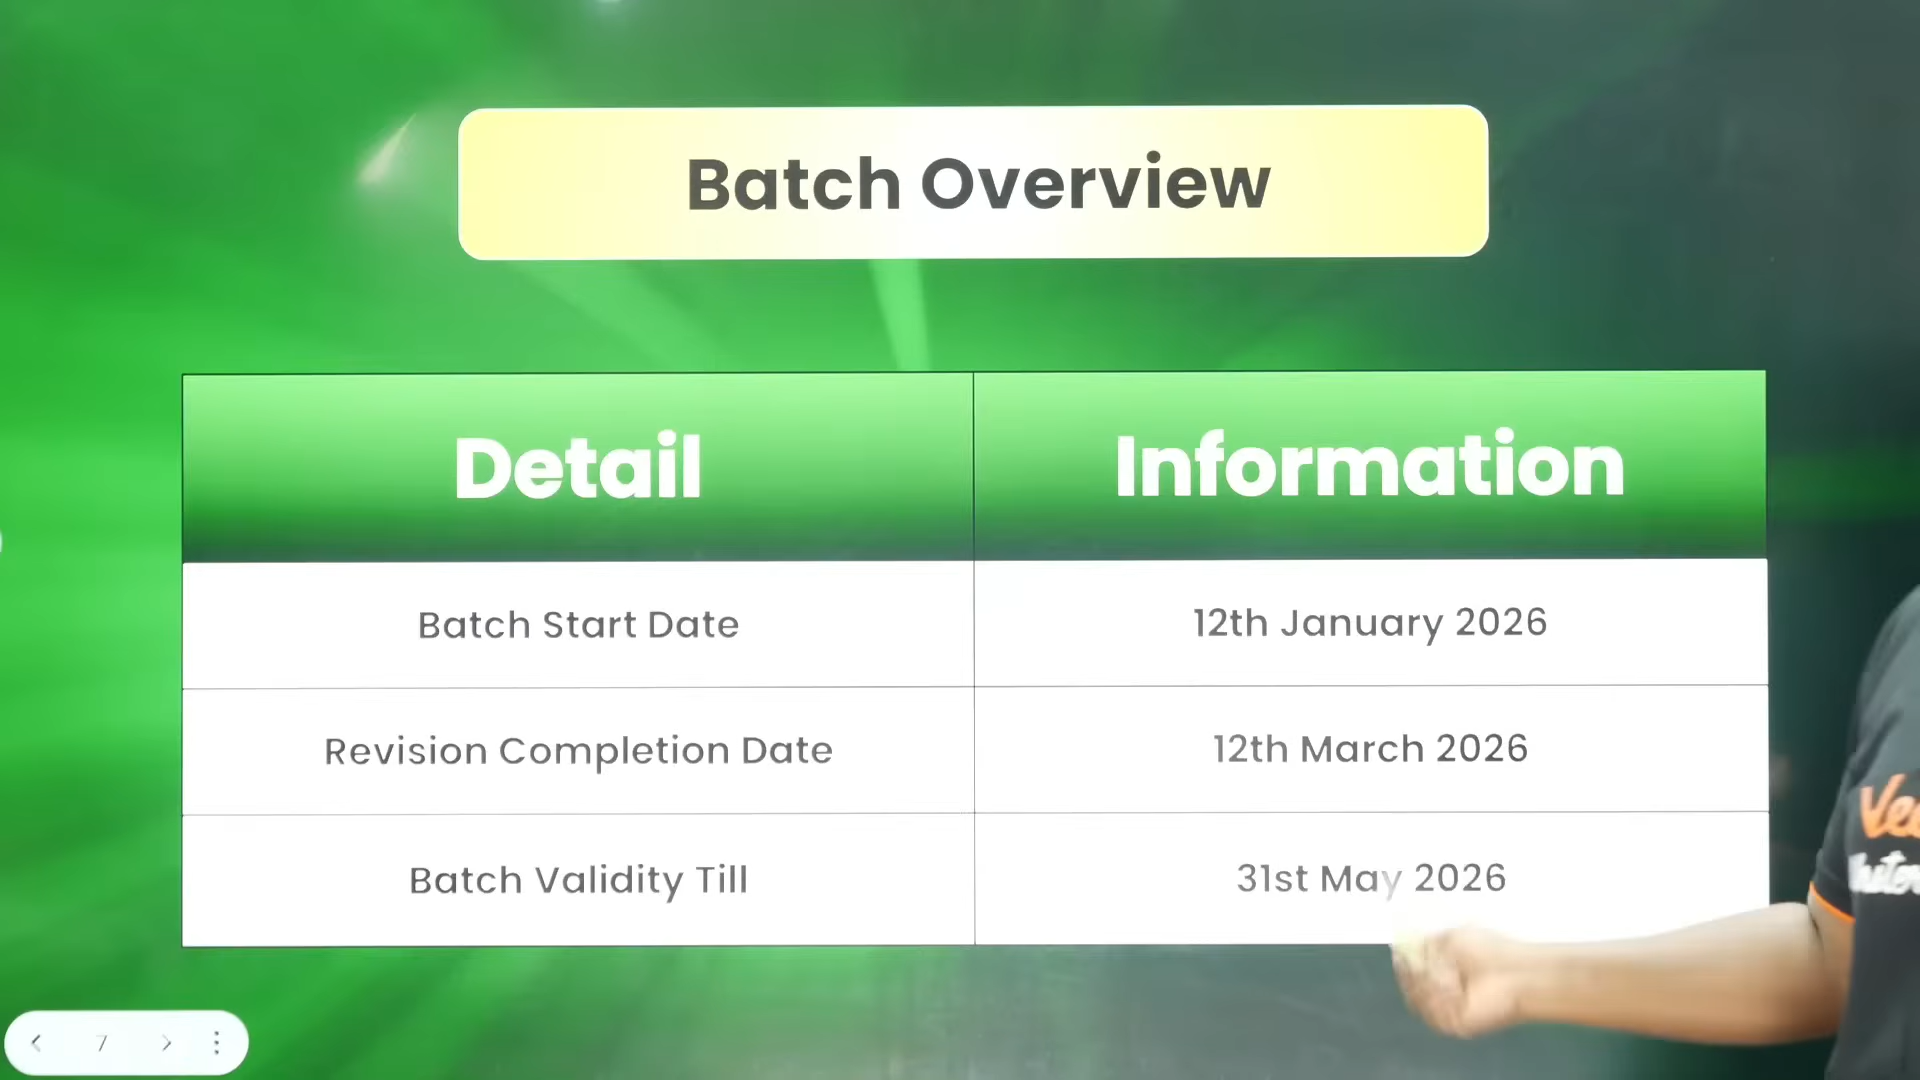 Batch Overview
Detail
Information
Batch Start Date
12th January 2026
Revision Completion Date
12th March 2026
Batch Validity Till
31st May 2026
7